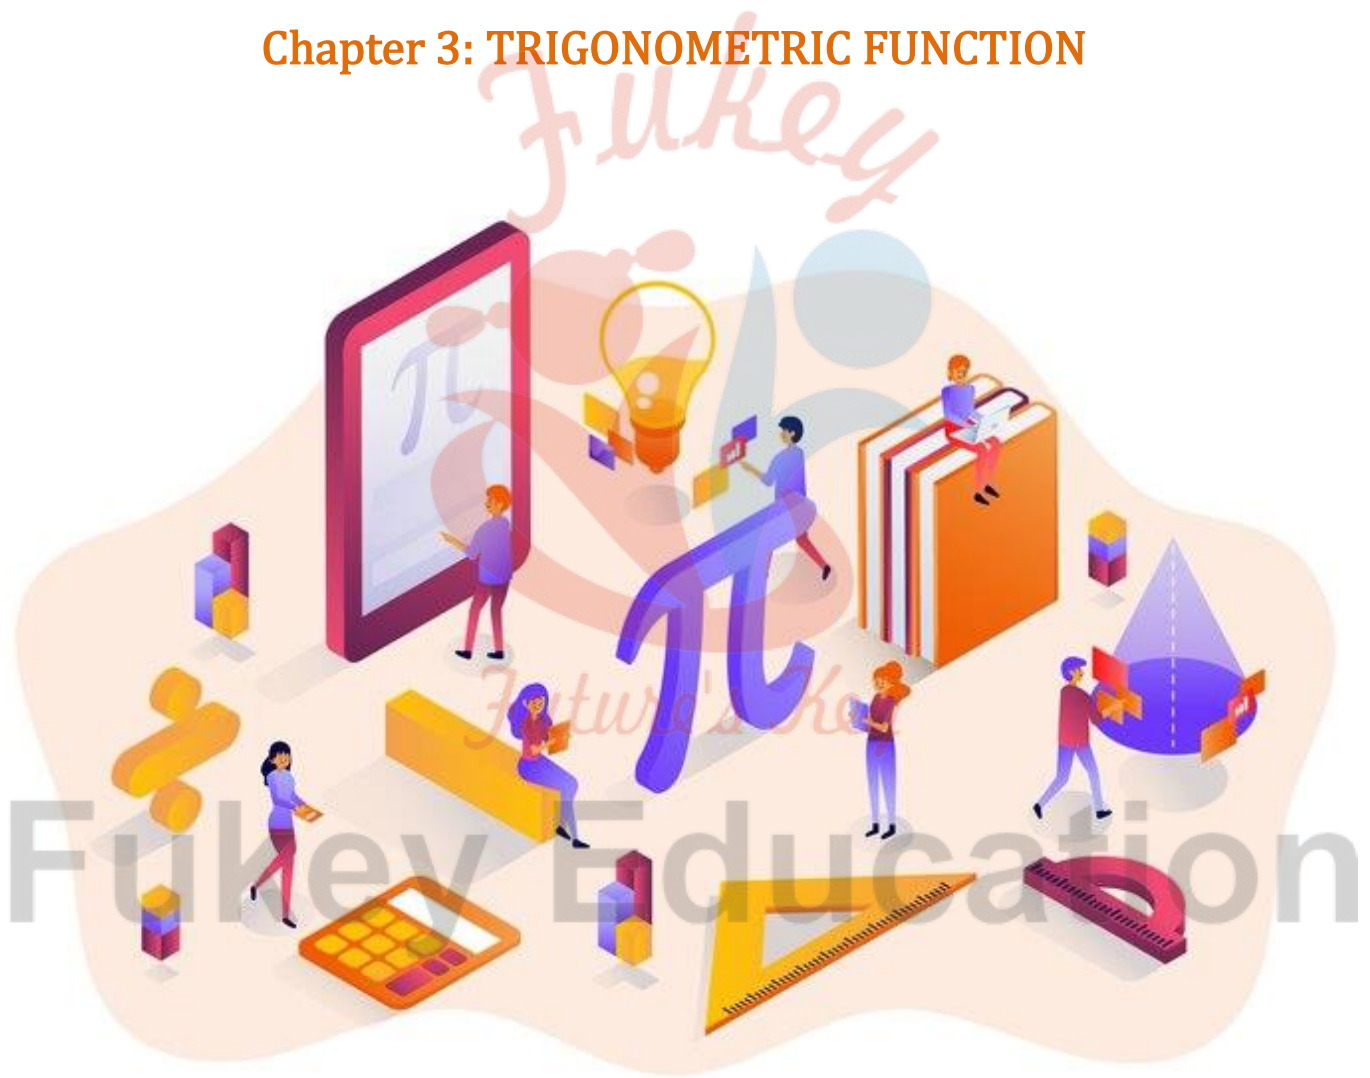 Chapter 3: TRIGONOMETRIC FUNCTION
Fukey
π
π
Future's Key
Fukey Education